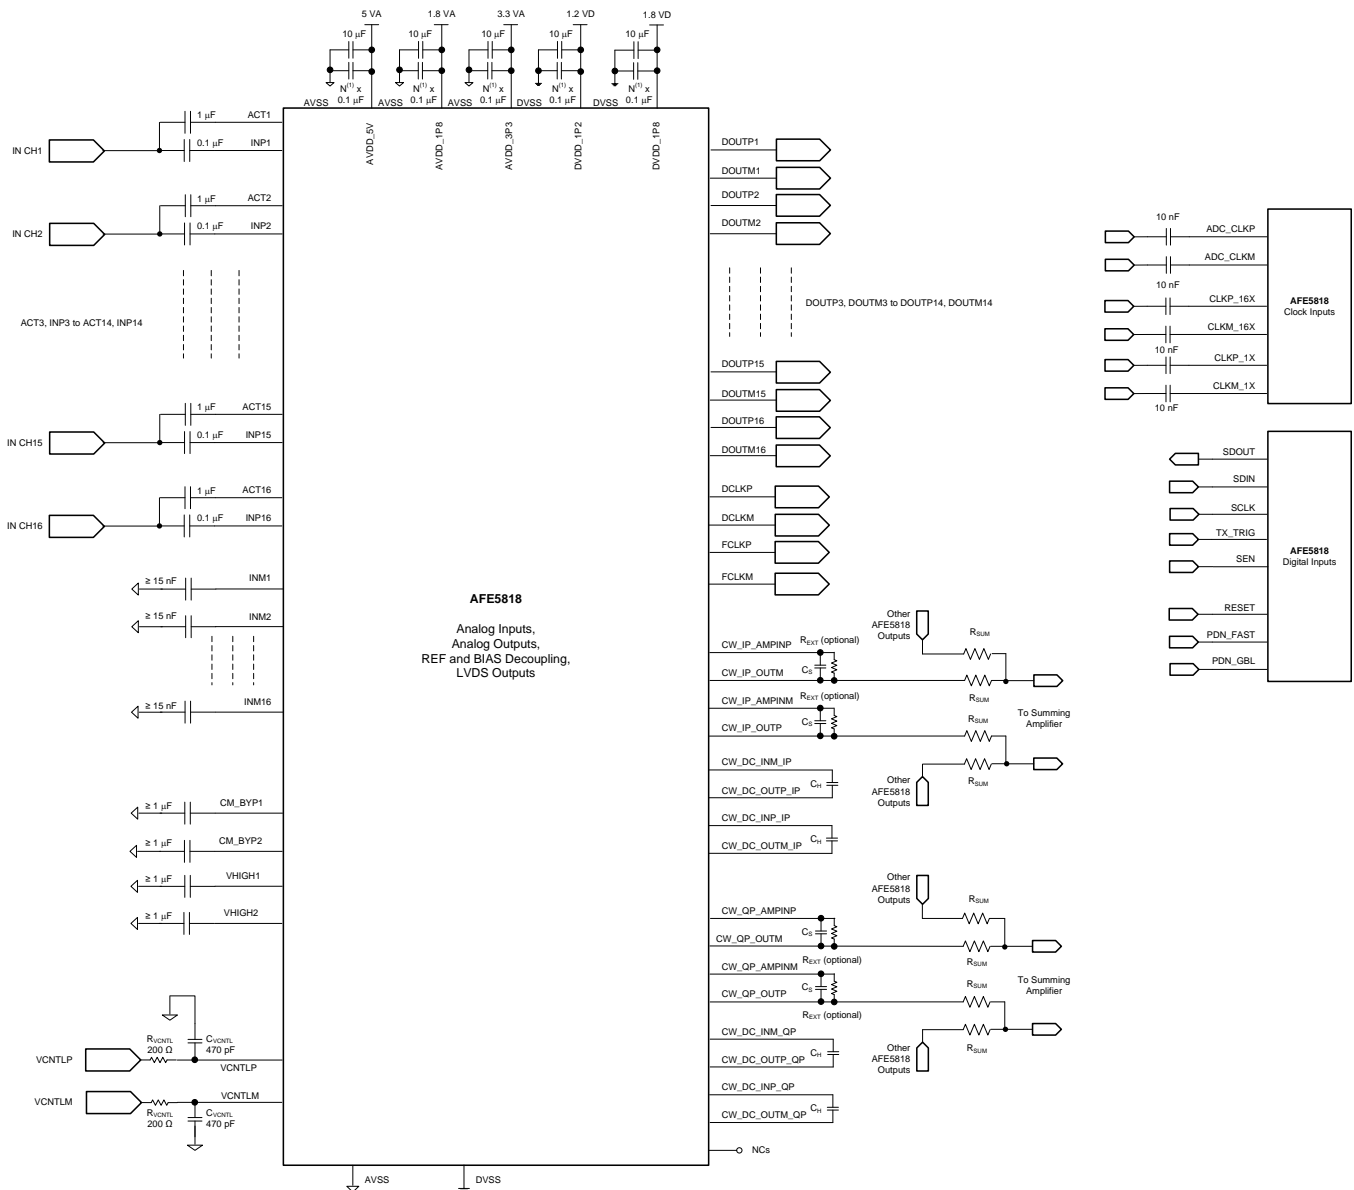 5 VA
1.8 VA
3.3 VA
1.2 VD
1.8 VD
10 µF
10 µF
10 µF
10 µF
10 µF
N(1) x
0.1 µF
N(1) x
0.1 µF
N(1) x
0.1 µF
N(1) x
0.1 µF
N(1) x
0.1 µF
AVSS
AVSS
AVSS
DVSS
DVSS
AVDD_5V
AVDD_1P8
AVDD_3P3
DVDD_1P2
DVDD_1P8
IN CH1
1 µF
ACT1
0.1 µF
INP1
IN CH2
1 µF
ACT2
0.1 µF
INP2
ACT3, INP3 to ACT14, INP14
IN CH15
1 µF
ACT15
0.1 µF
INP15
IN CH16
1 µF
ACT16
0.1 µF
INP16
≥ 15 nF
INM1
≥ 15 nF
INM2
≥ 15 nF
INM16
≥ 1 µF
CM_BYP1
≥ 1 µF
CM_BYP2
≥ 1 µF
VHIGH1
≥ 1 µF
VHIGH2
VCNTLP
RVCNTL
200 Ω
CVCNTL
470 pF
VCNTLP
VCNTLM
RVCNTL
200 Ω
VCNTLM
CVCNTL
470 pF
AFE5818
Analog Inputs,
Analog Outputs,
REF and BIAS Decoupling,
LVDS Outputs
AVSS
DVSS
DOUTP1
DOUTM1
DOUTP2
DOUTM2
DOUTP3, DOUTM3 to DOUTP14, DOUTM14
DOUTP15
DOUTM15
DOUTP16
DOUTM16
DCLKP
DCLKM
FCLKP
FCLKM
CW_IP_AMPINP
REXT (optional)
CS
CW_IP_OUTM
Other
AFE5818
Outputs
RSUM
RSUM
CW_IP_AMPINM
REXT (optional)
CS
CW_IP_OUTP
RSUM
To Summing
Amplifier
Other
AFE5818
Outputs
RSUM
CW_DC_INM_IP
CH
CW_DC_OUTP_IP
CW_DC_INP_IP
CH
CW_DC_OUTM_IP
Other
AFE5818
Outputs
RSUM
CW_QP_AMPINP
CS
CW_QP_OUTM
REXT (optional)
RSUM
CW_QP_AMPINM
CS
CW_QP_OUTP
REXT (optional)
RSUM
To Summing
Amplifier
Other
AFE5818
Outputs
RSUM
CW_DC_INM_QP
CH
CW_DC_OUTP_QP
CW_DC_INP_QP
CH
CW_DC_OUTM_QP
NCs
10 nF
ADC_CLKP
ADC_CLKM
10 nF
CLKP_16X
CLKM_16X
10 nF
CLKP_1X
CLKM_1X
10 nF
AFE5818
Clock Inputs
SDOUT
SDIN
SCLK
TX_TRIG
SEN
RESET
PDN_FAST
PDN_GBL
AFE5818
Digital Inputs